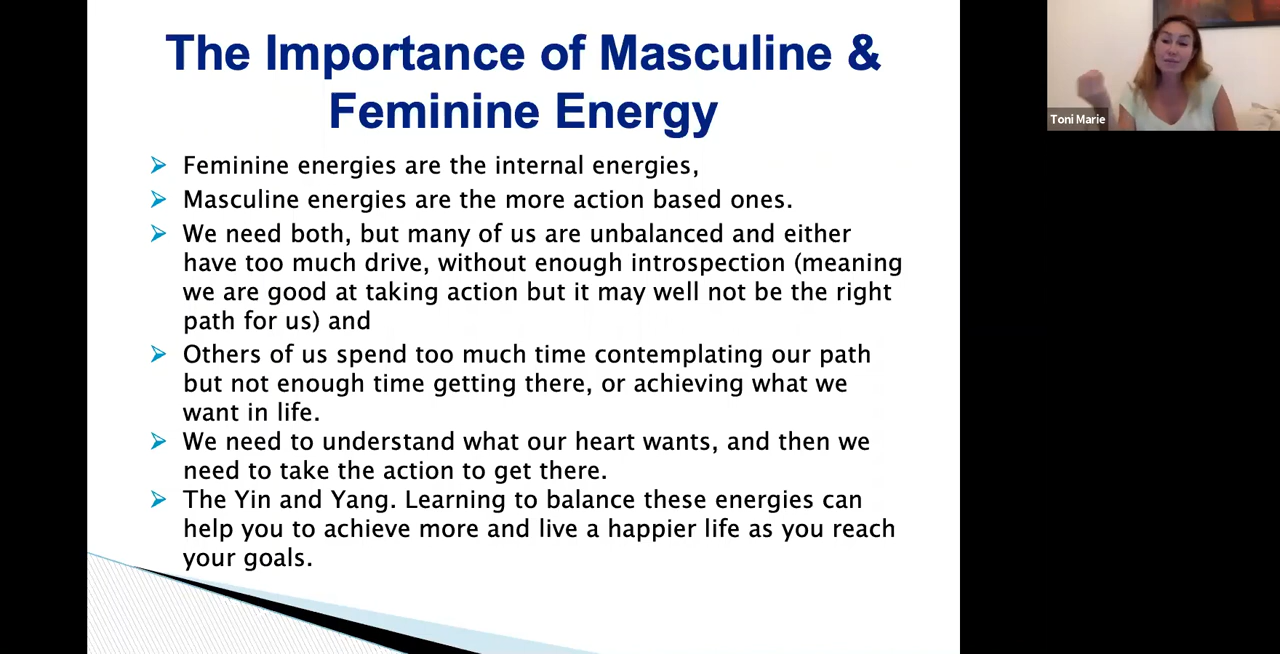 The Importance of Masculine &
Feminine Energy
Feminine energies are the internal energies,
Masculine energies are the more action based ones.
We need both, but many of us are unbalanced and either
have too much drive, without enough introspection (meaning
we are good at taking action but it may well not be the right
path for us) and
Others of us spend too much time contemplating our path
but not enough time getting there, or achieving what we
want in life.
We need to understand what our heart wants, and then we
need to take the action to get there.
The Yin and Yang. Learning to balance these energies can
help you to achieve more and live a happier life as you reach
your goals.
Toni Marie